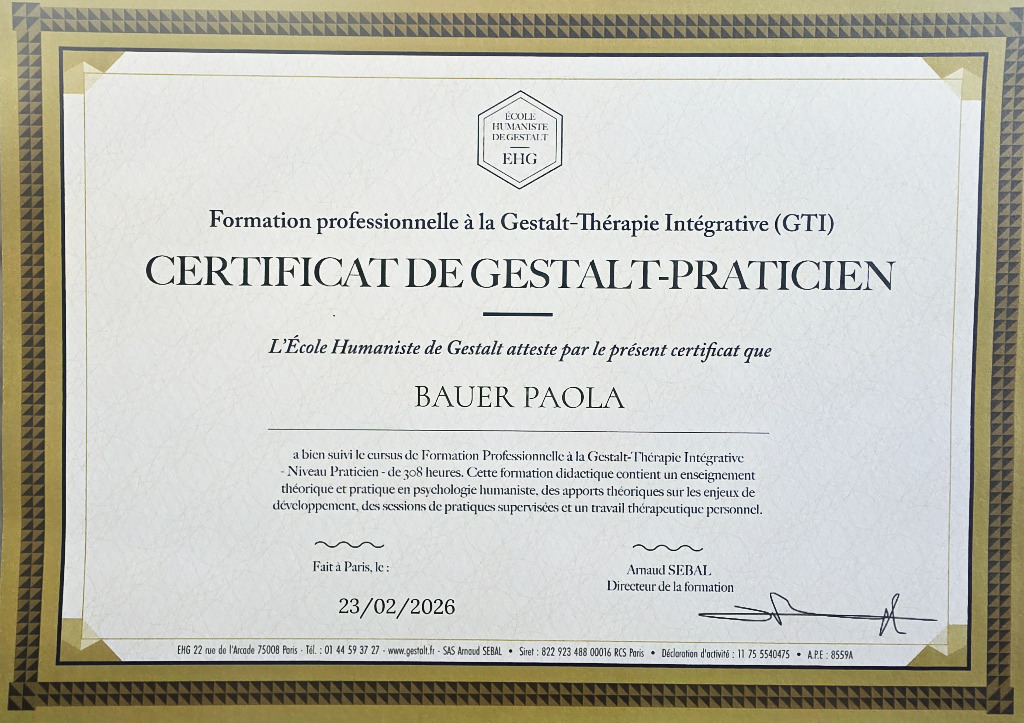 ÉCOLE
HUMANISTE
DE GESTALT
EHG
Formation professionnelle à la Gestalt-Thérapie Intégrative (GTI)
CERTIFICAT DE GESTALT-PRATICIEN
L'École Humaniste de Gestalt atteste par le présent certificat que
BAUER PAOLA
a bien suivi le cursus de Formation Professionnelle à la Gestalt-Thérapie Intégrative
- Niveau Praticien - de 308 heures. Cette formation didactique contient un enseignement
théorique et pratique en psychologie humaniste, des apports théoriques sur les enjeux de
développement, des sessions de pratiques supervisées et un travail thérapeutique personnel.
Fait à Paris, le :
23/02/2026
Arnaud SEBAL
Directeur de la formation
EHG 22 rue de l'Arcade 75008 Paris - Tél. : 01 44 59 37 27 - www.gestalt.fr - SAS Arnaud SEBAL • Siret : 822 923 488 00016 RCS Paris • Déclaration d'activité : 11 75 5540475 • A.P.E : 8559A